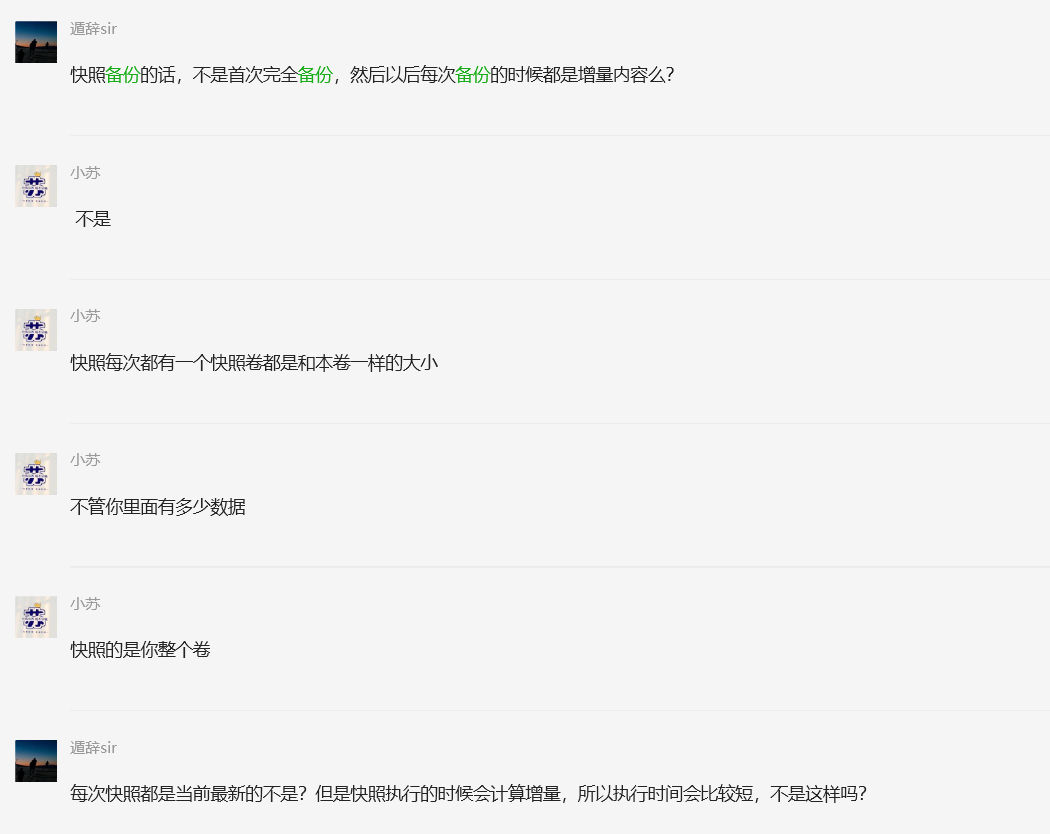 遁辞sir
快照备份的话，不是首次完全备份，然后以后每次备份的时候都是增量内容么？
小苏
不是
小苏
快照每次都有一个快照卷都是和本卷一样的大小
小苏
不管你里面有多少数据
小苏
快照的是你整个卷
遁辞sir
每次快照都是当前最新的不是？但是快照执行的时候会计算增量，所以执行时间会比较短，不是这样吗？